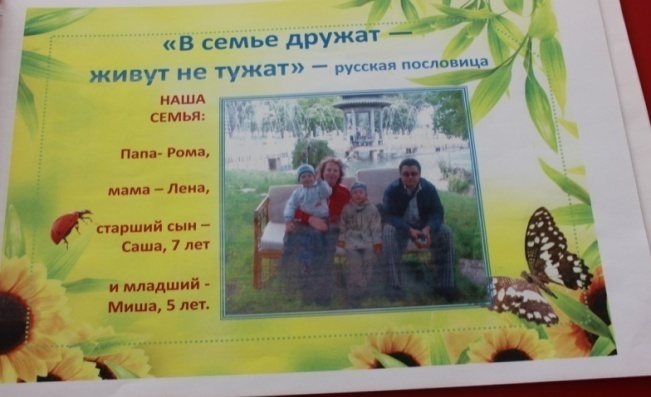 «В семье дружат —
живут не тужат» – русская пословица
НАША
СЕМЬЯ:
Папа- Рома,
мама – Лена,
старший сын –
Саша, 7 лет
и младший -
Миша, 5 лет.